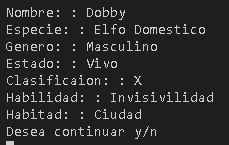 Nombre: : Dobby
Especie: : Elfo Domestico
Genero: : Masculino
Estado: : Vivo
Clasificaion: : X
Habilidad: : Invisivilidad
Habitad: : Ciudad
Desea continuar y/n